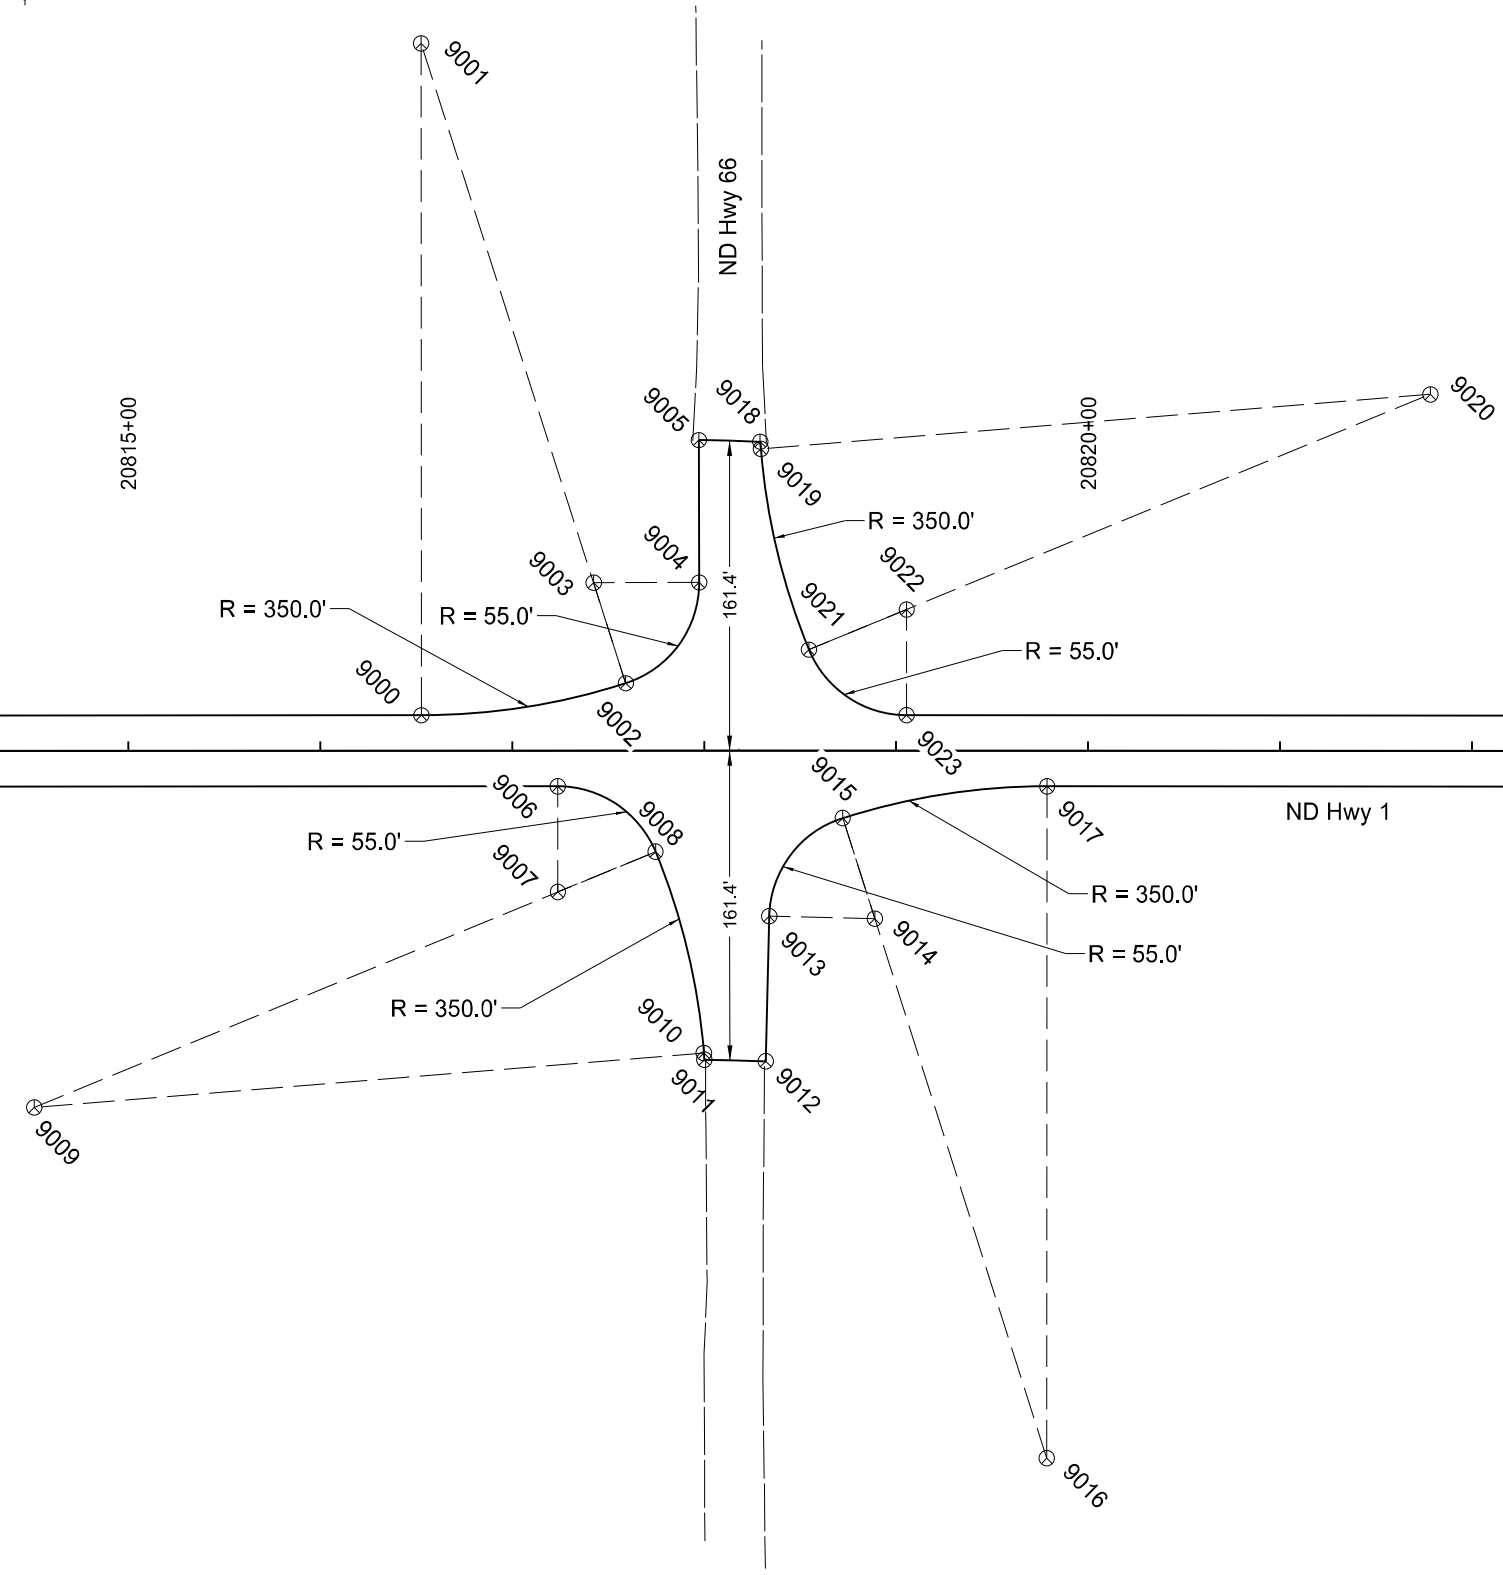 9001
ND Hwy 66
20815+00
9005
9018
20820+00
9020
9019
R = 350.0'
9004
9003
9022
161.4'
R = 350.0'
R = 55.0'
9021
R = 55.0'
9000
9002
9023
9015
9006
9008
9017
ND Hwy 1
R = 55.0'
9007
161.4'
R = 350.0'
9013
9014
R = 55.0'
R = 350.0'
9010
9011
9012
9009
9016